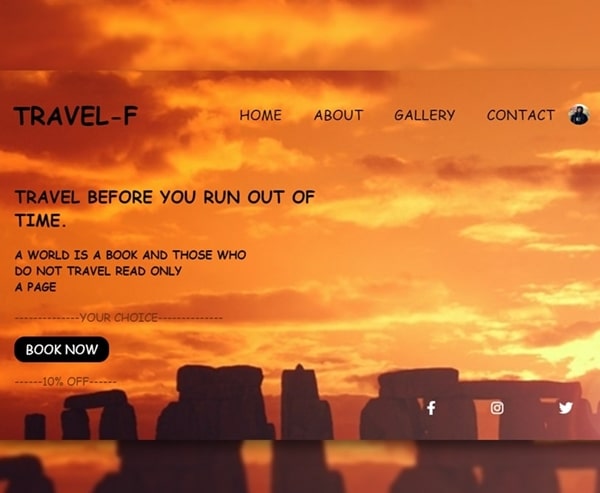 TRAVEL-F
HOME ABOUT GALLERY CONTACT
TRAVEL BEFORE YOU RUN OUT OF
TIME.
A WORLD IS A BOOK AND THOSE WHO
DO NOT TRAVEL READ ONLY
A PAGE
--------------YOUR CHOICE--------------
BOOK NOW
------10% OFF------